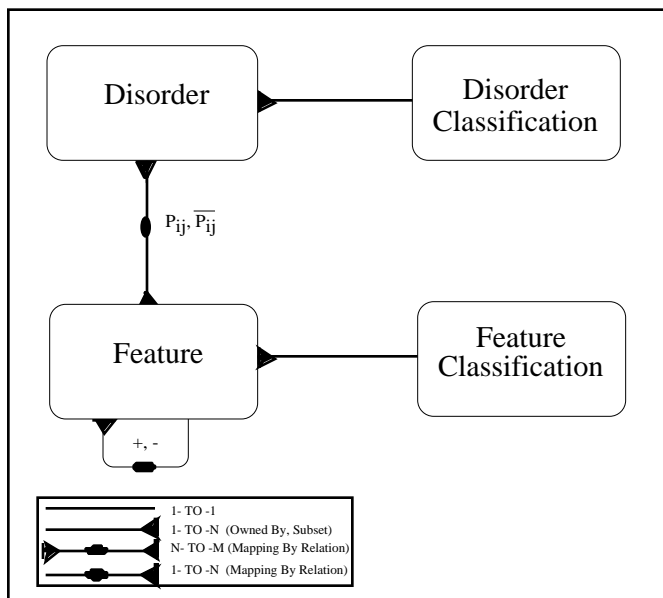 Disorder
Disorder
Classification
Pij, P̅i̅j̅
Feature
Feature
Classification
+, -
1- TO -1
1- TO -N (Owned By, Subset)
N- TO -M (Mapping By Relation)
1- TO -N (Mapping By Relation)